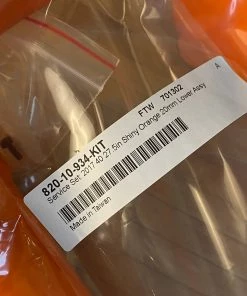 FTW 701302
A
820-10-934-KIT
Service Set, 2017 40 27.5in Shiny Orange 20mm Lower Assy
Made in Taiwan
T